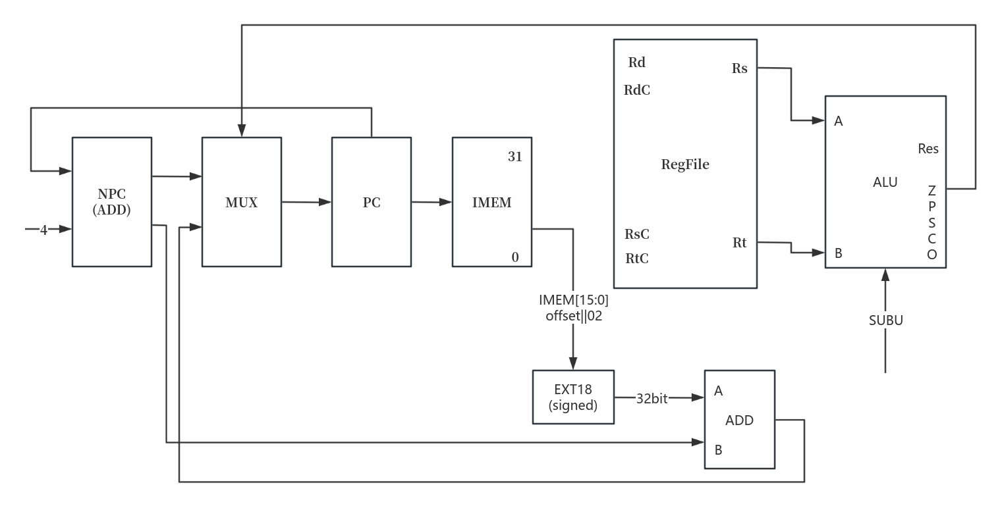 NPC
(ADD)
4
MUX
PC
31
IMEM
0
Rd
RdC
Rs
RegFile
RsC
RtC
Rt
A
Res
ALU
Z
P
S
C
O
B
SUBU
IMEM[15:0]
offset||02
EXT18
(signed)
32bit
A
ADD
B